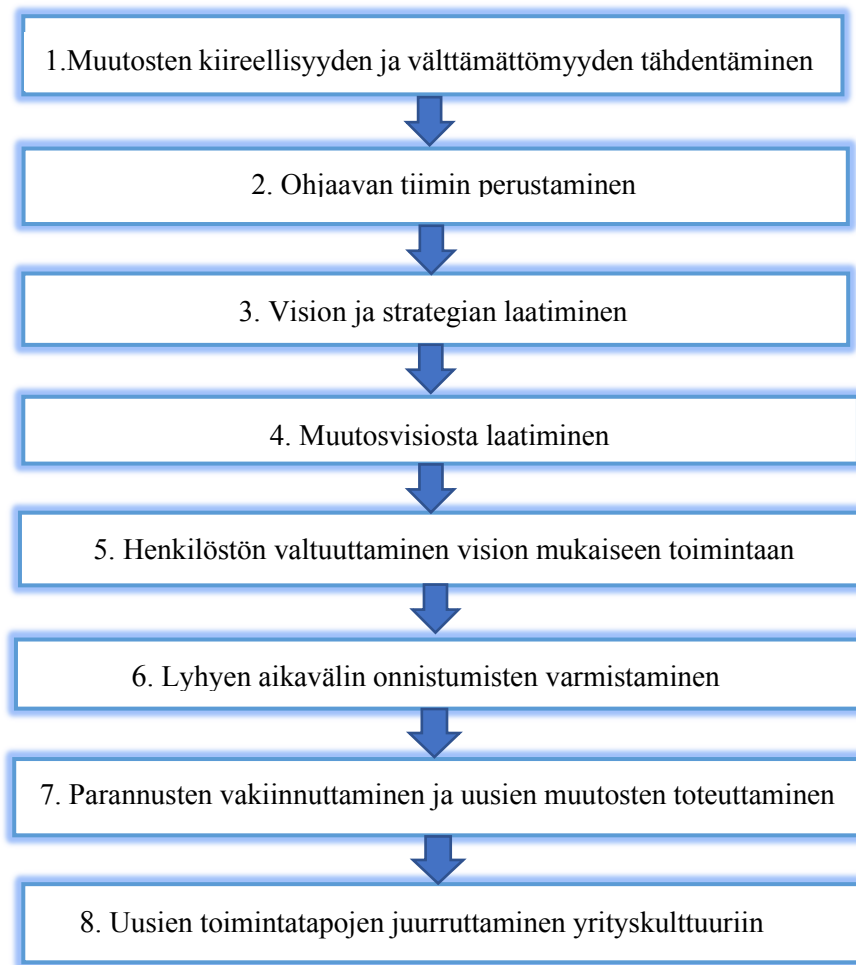 1.Muutosten kiireellisyyden ja välttämättömyyden tähdentäminen
2. Ohjaavan tiimin perustaminen
3. Vision ja strategian laatiminen
4. Muutosvisiosta laatiminen
5. Henkilöstön valtuuttaminen vision mukaiseen toimintaan
6. Lyhyen aikavälin onnistumisten varmistaminen
7. Parannusten vakiinnuttaminen ja uusien muutosten toteuttaminen
8. Uusien toimintatapojen juurruttaminen yrityskulttuuriin